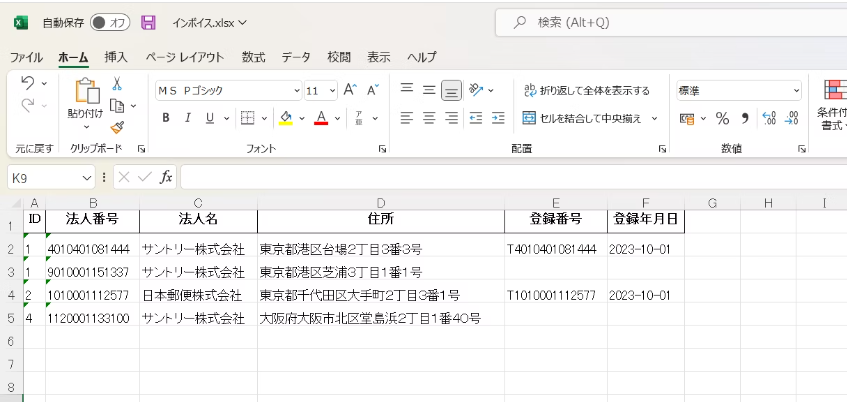 自動保存 オフ インボイス.xlsx 検索 (Alt+Q)
ファイル ホーム 挿入 ページ レイアウト 数式 データ 校閲 表示 ヘルプ
貼り付け ＭＳ Ｐゴシック 11 A A ab 折り返して全体を表示する 標準 条件付
B I U A セルを結合して中央揃え % 書式
元に戻す クリップボード フォント 配置 数値
K9 fx
A B C D E F G H I
1 ID 法人番号 法人名 住所 登録番号 登録年月日
2 1 4010401081444 サントリー株式会社 東京都港区台場２丁目３番３号 T4010401081444 2023-10-01
3 1 9010001151337 サントリー株式会社 東京都港区芝浦３丁目１番１号
4 2 1010001112577 日本郵便株式会社 東京都千代田区大手町２丁目３番１号 T1010001112577 2023-10-01
5 4 1120001133100 サントリー株式会社 大阪府大阪市北区堂島浜２丁目１番４０号
6
7
8